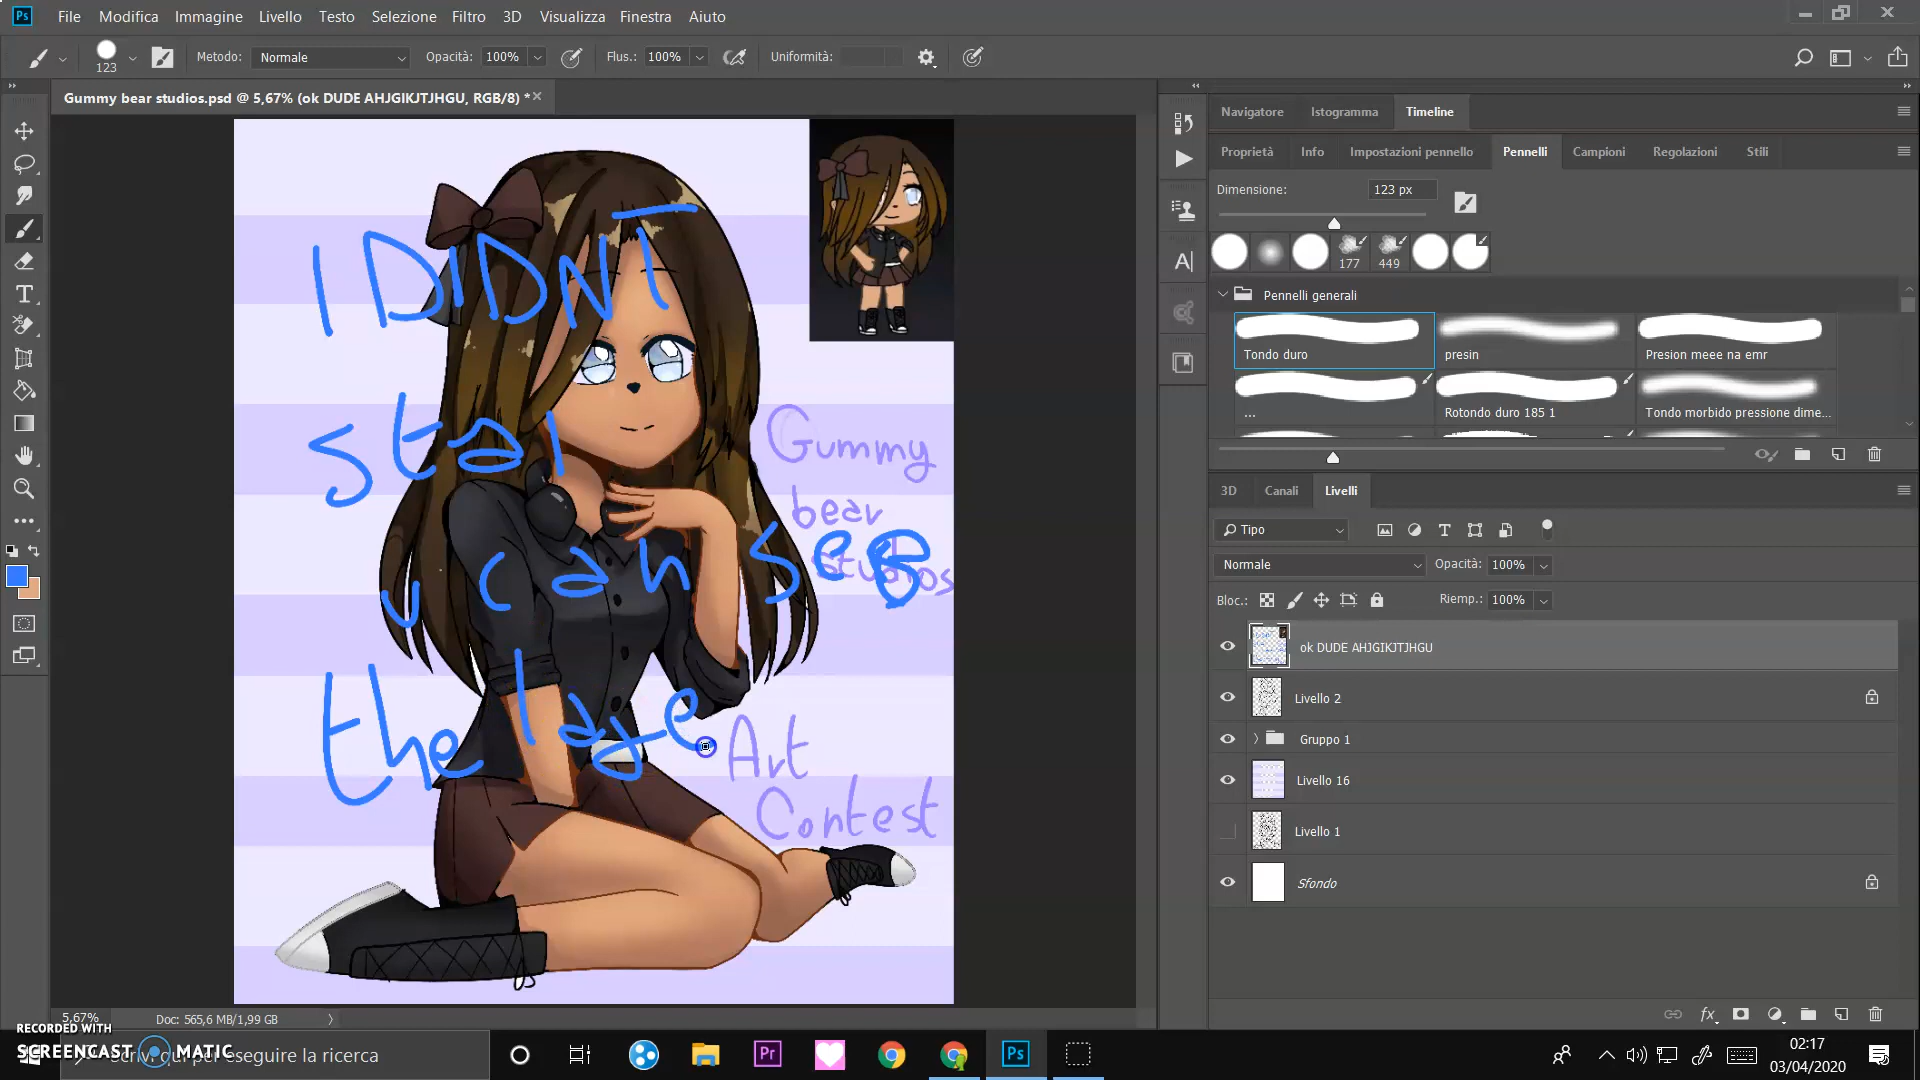 File Modifica Immagine Livello Testo Selezione Filtro 3D Visualizza Finestra Aiuto
123 Metodo: Normale Opacità: 100% Flus.: 100% Uniformità:
Gummy bear studios.psd @ 5,67% (ok DUDE AHJGIKJTJHGU, RGB/8) *
I DIDNT
stal
u can see
the laye
Gummy
bear
studios
Art
Contest
5,67% Doc: 565,6 MB/1,99 GB
Navigatore Istogramma Timeline
Proprietà Info Impostazioni pennello Pennelli Campioni Regolazioni Stili
Dimensione: 123 px
177 449
Pennelli generali
Tondo duro presin Presion meee na emr
... Rotondo duro 185 1 Tondo morbido pressione dime...
3D Canali Livelli
Tipo
Normale Opacità: 100%
Bloc.: Riemp.: 100%
ok DUDE AHJGIKJTJHGU
Livello 2
Gruppo 1
Livello 16
Livello 1
Sfondo
fx
RECORDED WITH
SCREENCAST MATIC
Scrivi qui per eseguire la ricerca
02:17
03/04/2020